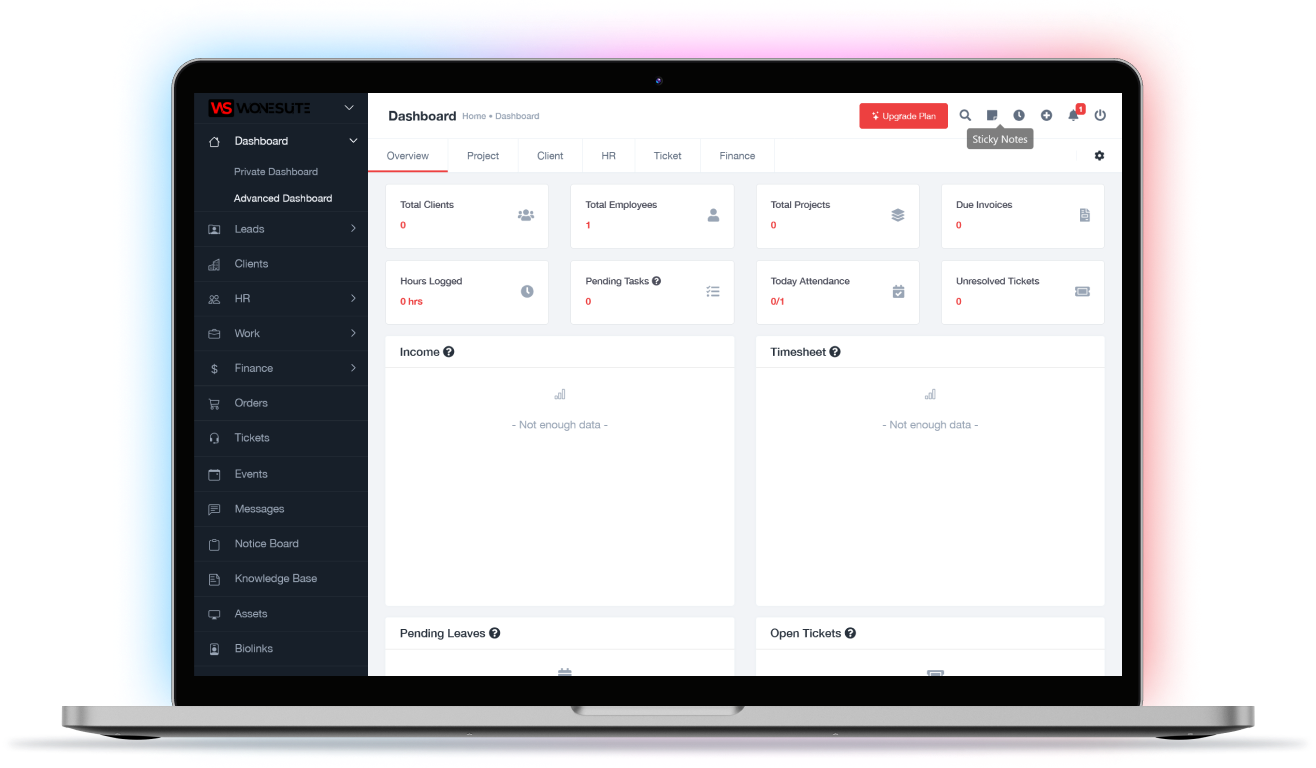 WS WONESUITE
Dashboard
Private Dashboard
Advanced Dashboard
Leads
Clients
HR
Work
Finance
Orders
Tickets
Events
Messages
Notice Board
Knowledge Base
Assets
Biolinks
Dashboard Home • Dashboard
Upgrade Plan
1
Sticky Notes
Overview Project Client HR Ticket Finance
Total Clients
0
Total Employees
1
Total Projects
0
Due Invoices
0
Hours Logged
0 hrs
Pending Tasks
0
Today Attendance
0/1
Unresolved Tickets
0
Income
- Not enough data -
Timesheet
- Not enough data -
Pending Leaves
Open Tickets